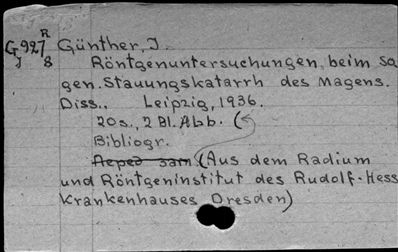 R
G 927 Günther, J.
J 8 Röntgenuntersuchungen beim sa
gen. Stauungskatarrh des Magens.
Diss., Leipzig, 1936.
20s., 2 Bl. Abb. (
Bibliogr.
(Aus dem Radium
und Röntgeninstitut des Rudolf-Hess
Krankenhauses Dresden)